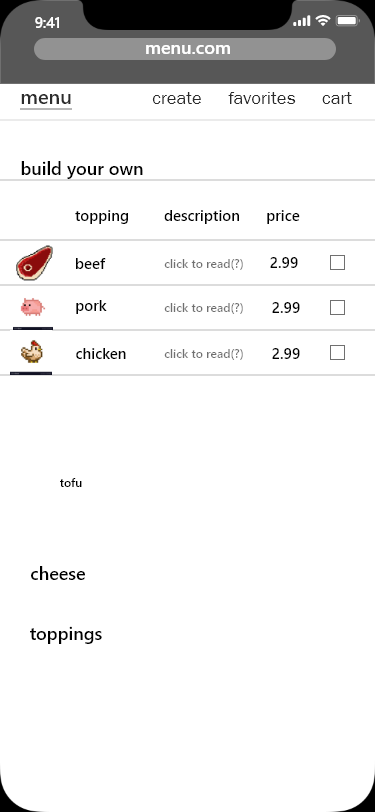 9:41
menu.com
menu create favorites cart
build your own
topping description price
beef click to read(?) 2.99
pork click to read(?) 2.99
chicken click to read(?) 2.99
tofu
cheese
toppings